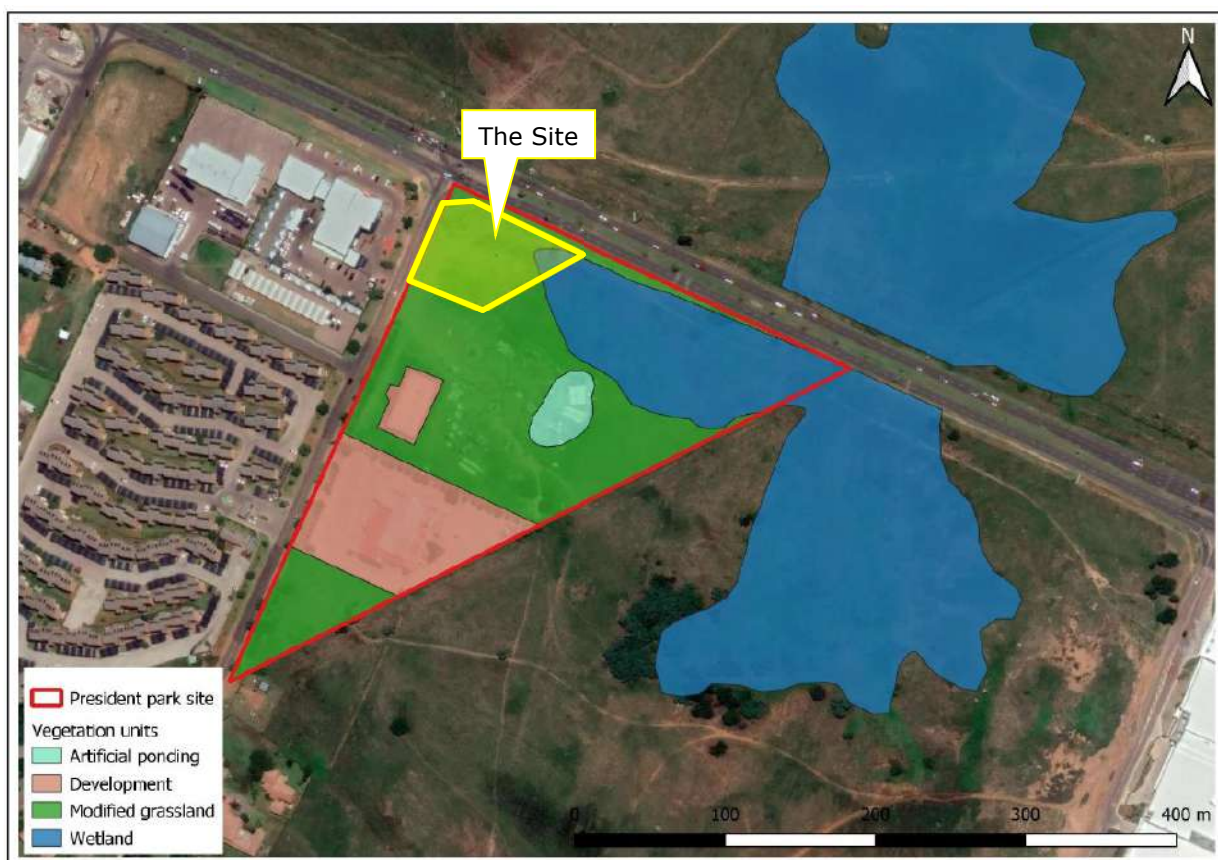 N
The Site
President park site
Vegetation units
Artificial ponding
Development
Modified grassland
Wetland
0 100 200 300 400 m